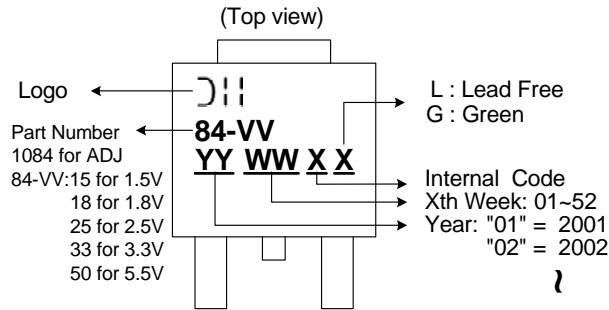 (Top view)
Logo
Part Number
1084 for ADJ
84-VV:15 for 1.5V
18 for 1.8V
25 for 2.5V
33 for 3.3V
50 for 5.5V
84-VV
YY WW X X
L : Lead Free
G : Green
Internal Code
Xth Week: 01~52
Year: "01" = 2001
"02" = 2002
~